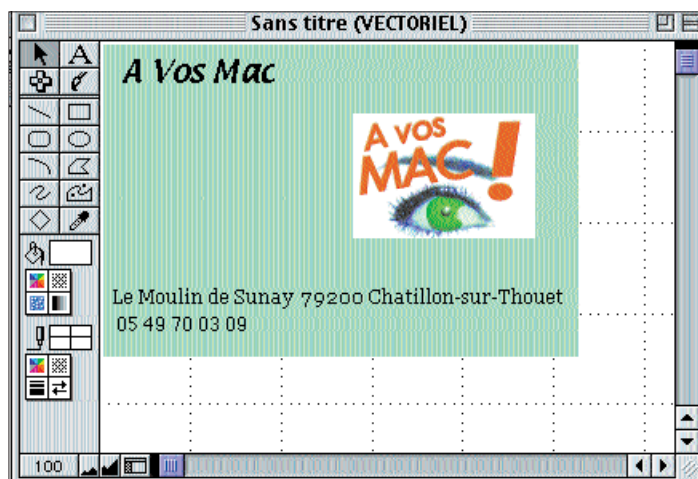 Sans titre (VECTORIEL)
A
A Vos Mac
A VOS
MAC !
Le Moulin de Sunay 79200 Chatillon-sur-Thouet
05 49 70 03 09
100